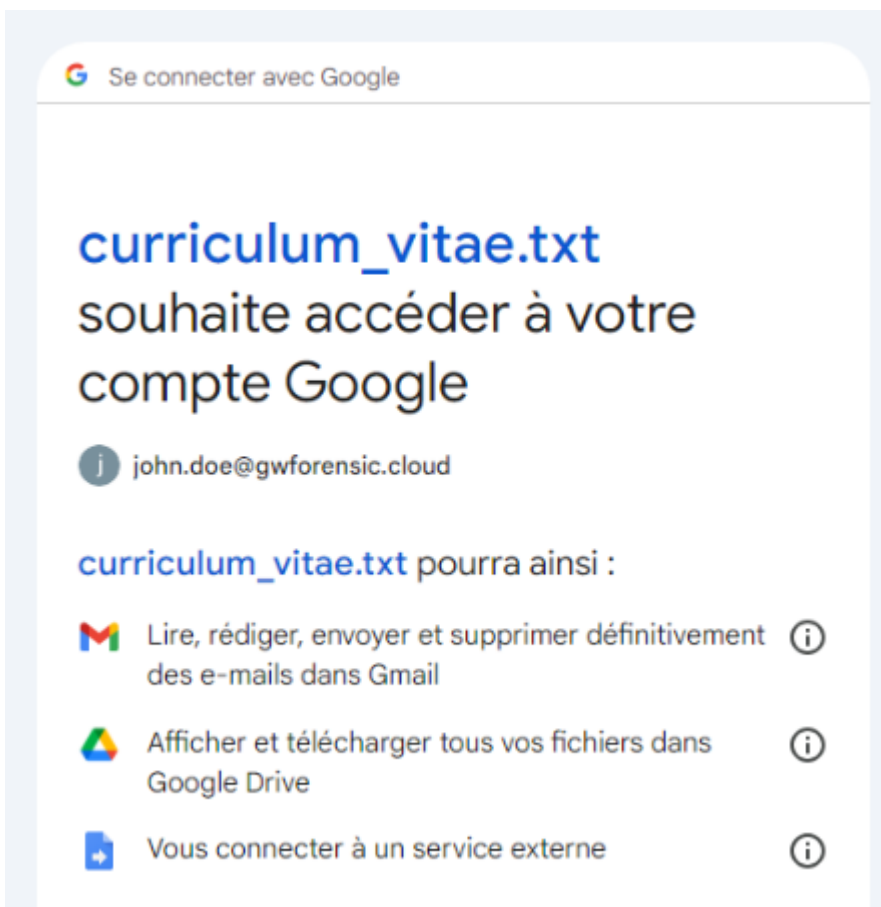 Se connecter avec Google
curriculum_vitae.txt
souhaite accéder à votre
compte Google
j john.doe@gwforensic.cloud
curriculum_vitae.txt pourra ainsi :
Lire, rédiger, envoyer et supprimer définitivement
des e-mails dans Gmail
Afficher et télécharger tous vos fichiers dans
Google Drive
Vous connecter à un service externe